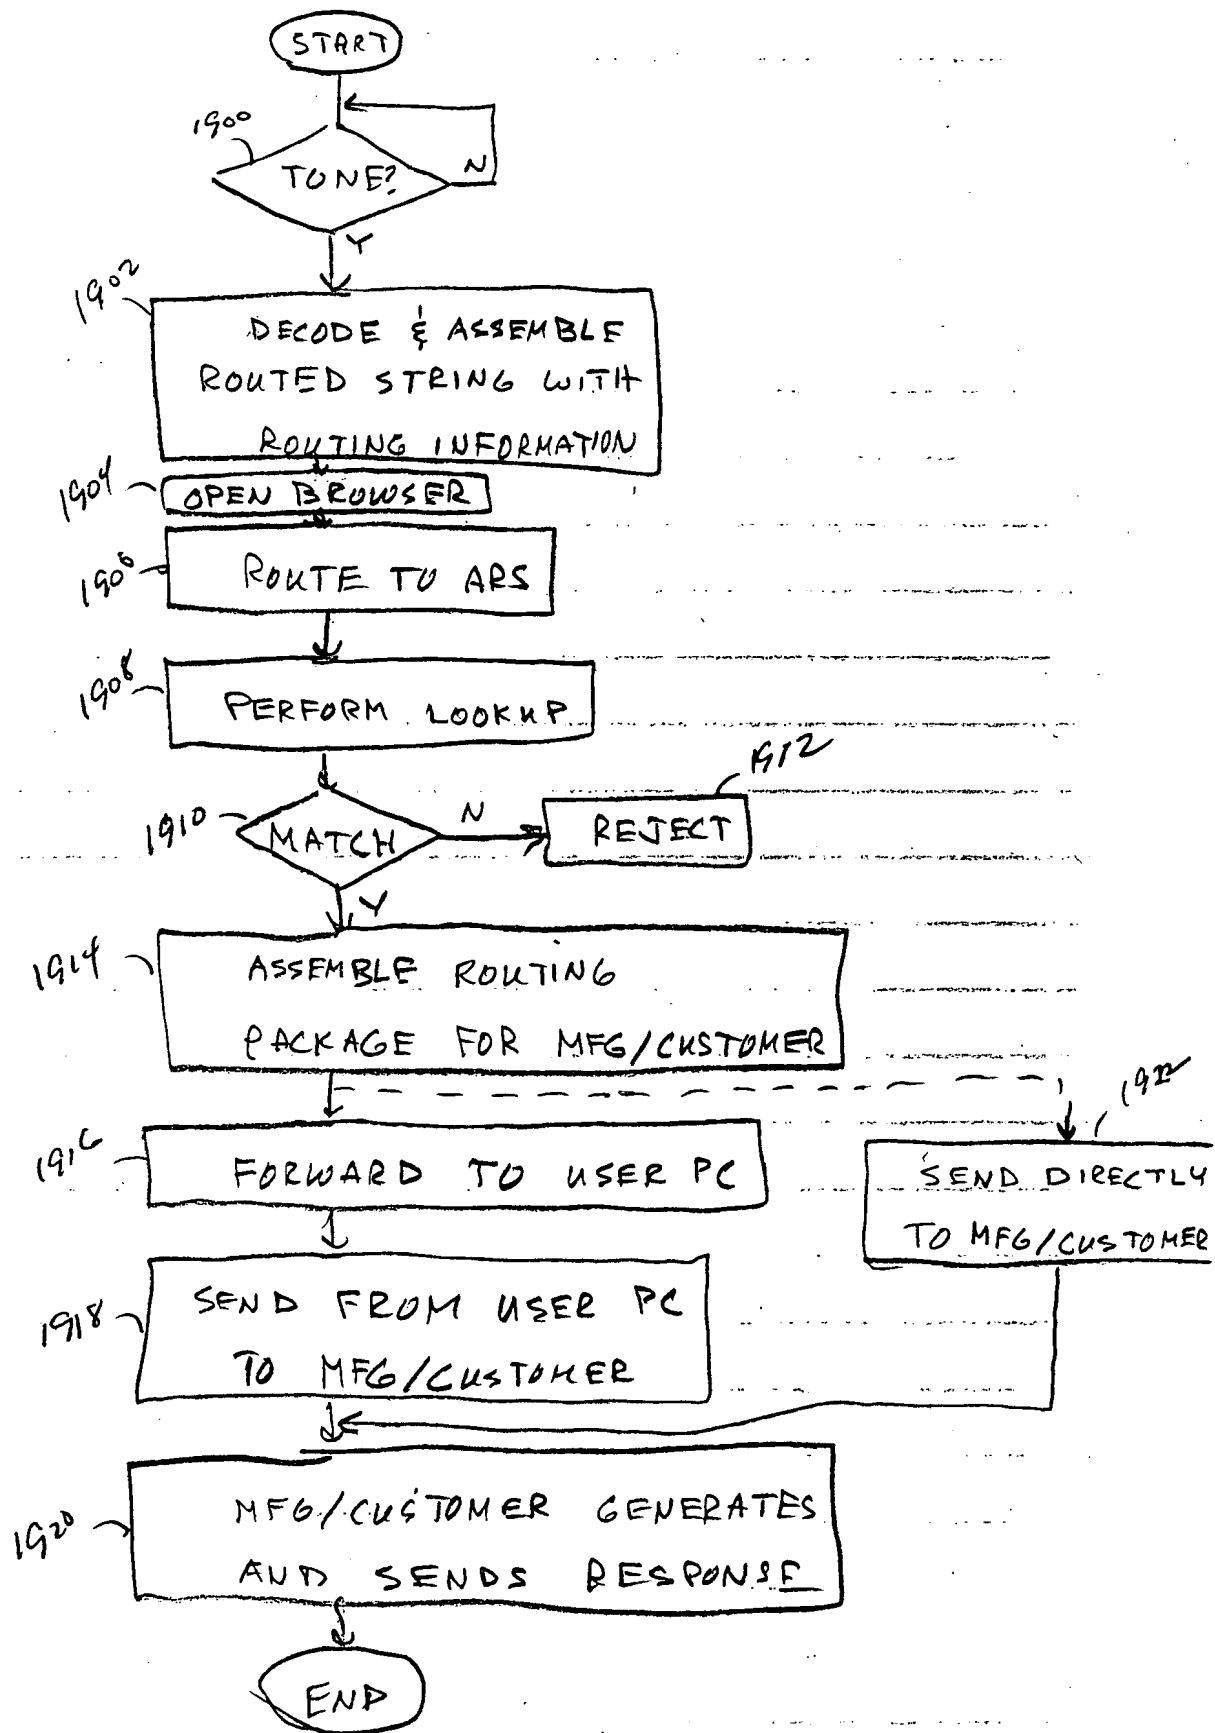 START
1900
TONE?
N
Y
1902
DECODE & ASSEMBLE
ROUTED STRING WITH
ROUTING INFORMATION
1904
OPEN BROWSER
1906
ROUTE TO ARS
1908
PERFORM LOOKUP
1910
MATCH
N
1912
REJECT
Y
1914
ASSEMBLE ROUTING
PACKAGE FOR MFG/CUSTOMER
1916
FORWARD TO USER PC
1922
SEND DIRECTLY
TO MFG/CUSTOMER
1918
SEND FROM USER PC
TO MFG/CUSTOMER
1920
MFG/CUSTOMER GENERATES
AND SENDS RESPONSE
END